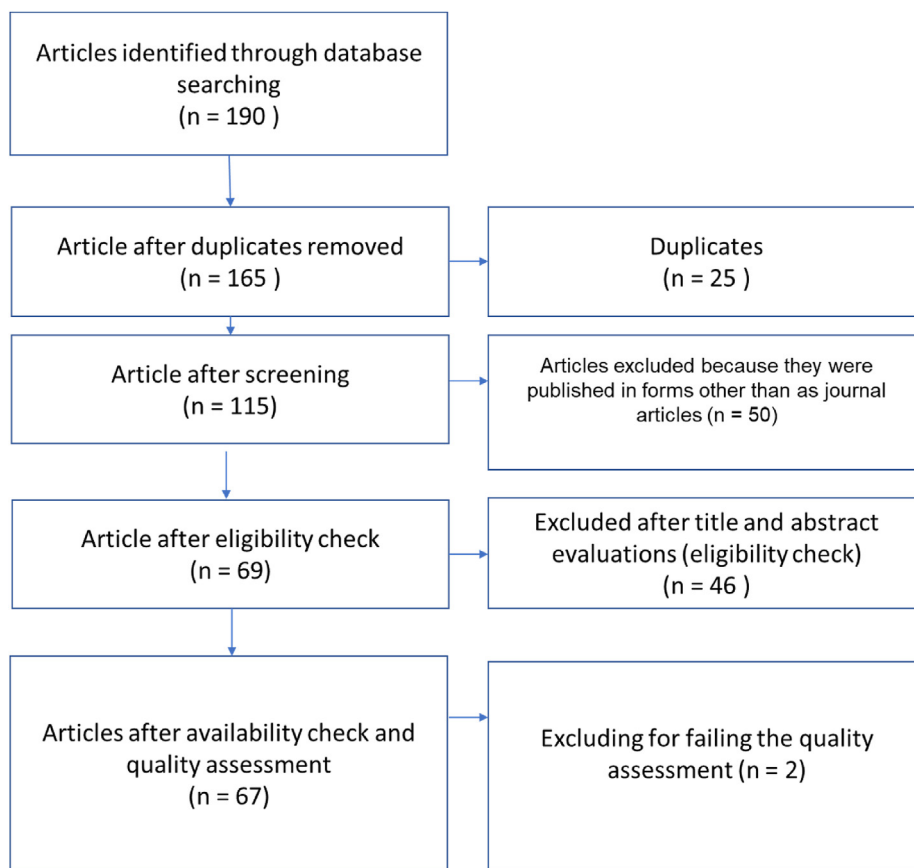 Articles identified through database
searching
(n = 190 )
Article after duplicates removed
(n = 165 )
Duplicates
(n = 25 )
Article after screening
(n = 115)
Articles excluded because they were
published in forms other than as journal
articles (n = 50)
Article after eligibility check
(n = 69)
Excluded after title and abstract
evaluations (eligibility check)
(n = 46 )
Articles after availability check and
quality assessment
(n = 67)
Excluding for failing the quality
assessment (n = 2)